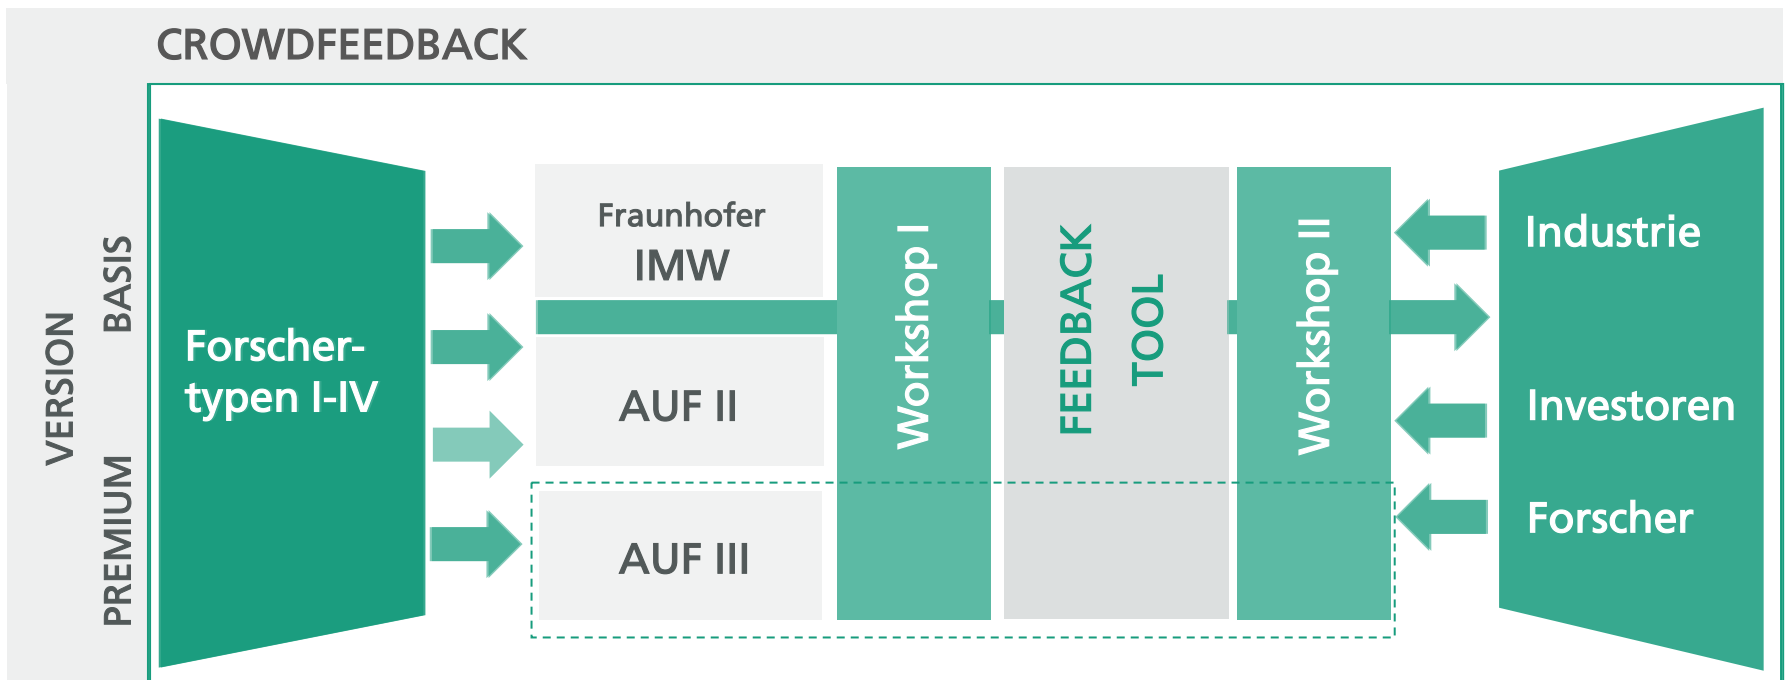 CROWDFEEDBACK
VERSION
BASIS
PREMIUM
Forscher-
typen I-IV
Fraunhofer
IMW
AUF II
AUF III
Workshop I
FEEDBACK
TOOL
Workshop II
Industrie
Investoren
Forscher